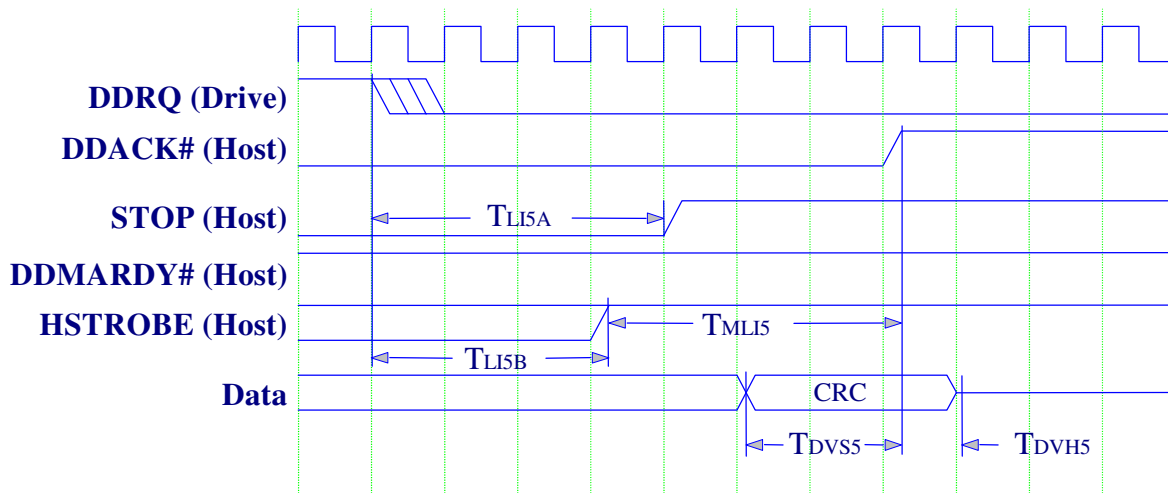 DDRQ (Drive)
DDACK# (Host)
STOP (Host)
TLI5A
DDMARDY# (Host)
HSTROBE (Host)
TMLI5
TLI5B
Data
CRC
TDVS5
TDVH5